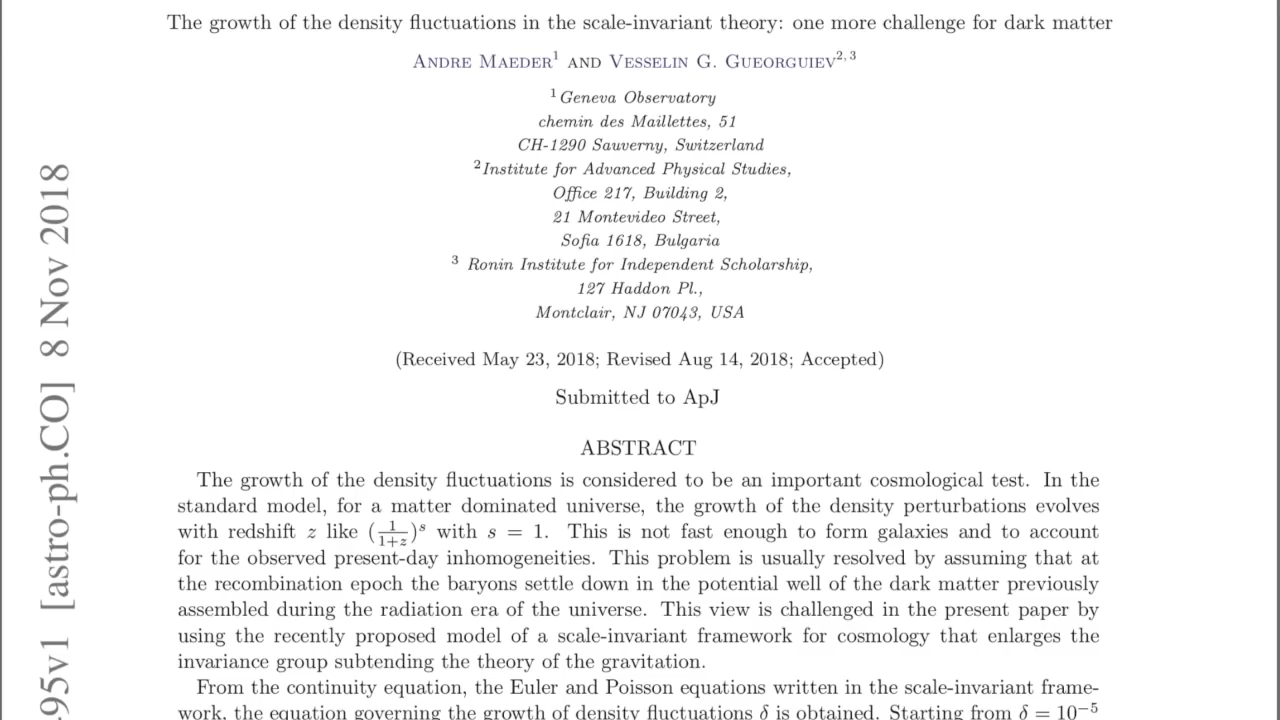 The growth of the density fluctuations in the scale-invariant theory: one more challenge for dark matter
Andre Maeder1 and Vesselin G. Gueorguiev2,3
1 Geneva Observatory
chemin des Maillettes, 51
CH-1290 Sauverny, Switzerland
2 Institute for Advanced Physical Studies,
Office 217, Building 2,
21 Montevideo Street,
Sofia 1618, Bulgaria
3 Ronin Institute for Independent Scholarship,
127 Haddon Pl.,
Montclair, NJ 07043, USA
(Received May 23, 2018; Revised Aug 14, 2018; Accepted)
Submitted to ApJ
ABSTRACT
The growth of the density fluctuations is considered to be an important cosmological test. In the
standard model, for a matter dominated universe, the growth of the density perturbations evolves
with redshift z like (1/1+z)^s with s = 1. This is not fast enough to form galaxies and to account
for the observed present-day inhomogeneities. This problem is usually resolved by assuming that at
the recombination epoch the baryons settle down in the potential well of the dark matter previously
assembled during the radiation era of the universe. This view is challenged in the present paper by
using the recently proposed model of a scale-invariant framework for cosmology that enlarges the
invariance group subtending the theory of the gravitation.
From the continuity equation, the Euler and Poisson equations written in the scale-invariant frame-
work, the equation governing the growth of density fluctuations δ is obtained. Starting from δ = 10^−5
95v1 [astro-ph.CO] 8 Nov 2018